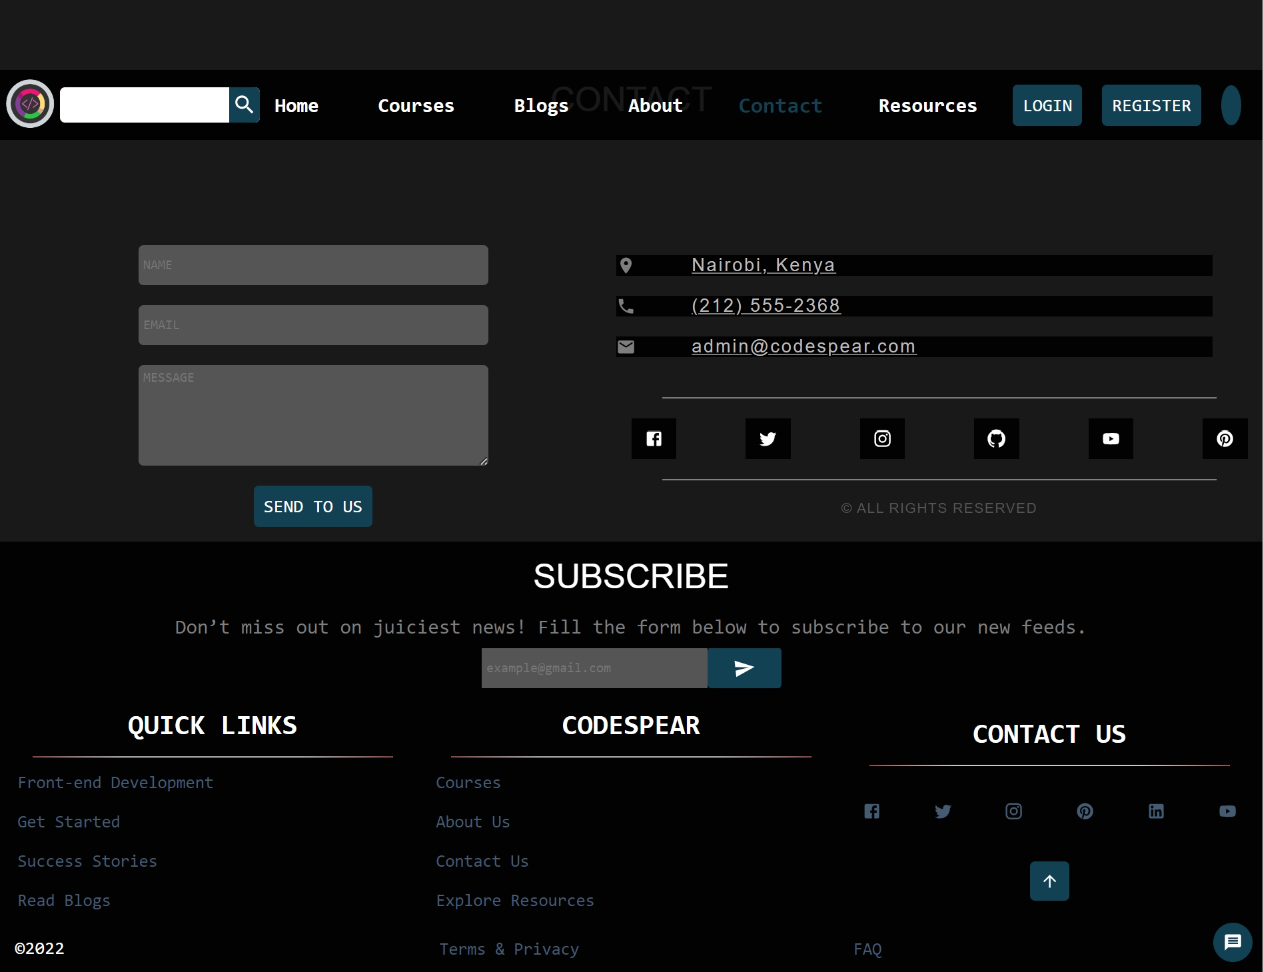 CONTACT
</>
Home
Courses
Blogs
About
Contact
Resources
LOGIN
REGISTER
NAME
EMAIL
MESSAGE
SEND TO US
Nairobi, Kenya
(212) 555-2368
admin@codespear.com
© ALL RIGHTS RESERVED
SUBSCRIBE
Don’t miss out on juiciest news! Fill the form below to subscribe to our new feeds.
example@gmail.com
QUICK LINKS
Front-end Development
Get Started
Success Stories
Read Blogs
CODESPEAR
Courses
About Us
Contact Us
Explore Resources
CONTACT US
©2022
Terms & Privacy
FAQ